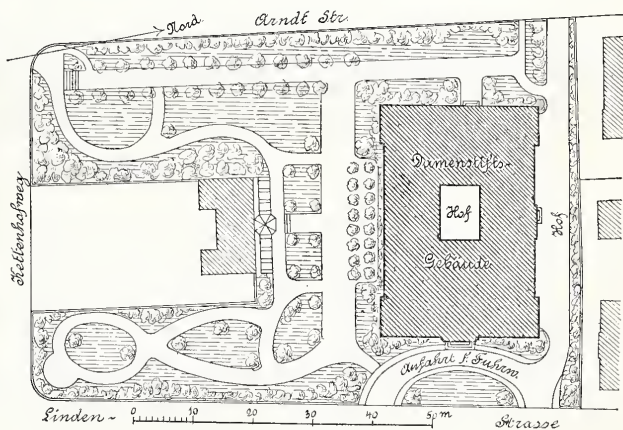 Nord.
Arndt Str.
Kettenhofweg
Damenstifts-
Hof
Gebäude.
Hof
Anfahrt f. Fuhrw.
Linden- 0 10 20 30 40 50 m Strasse